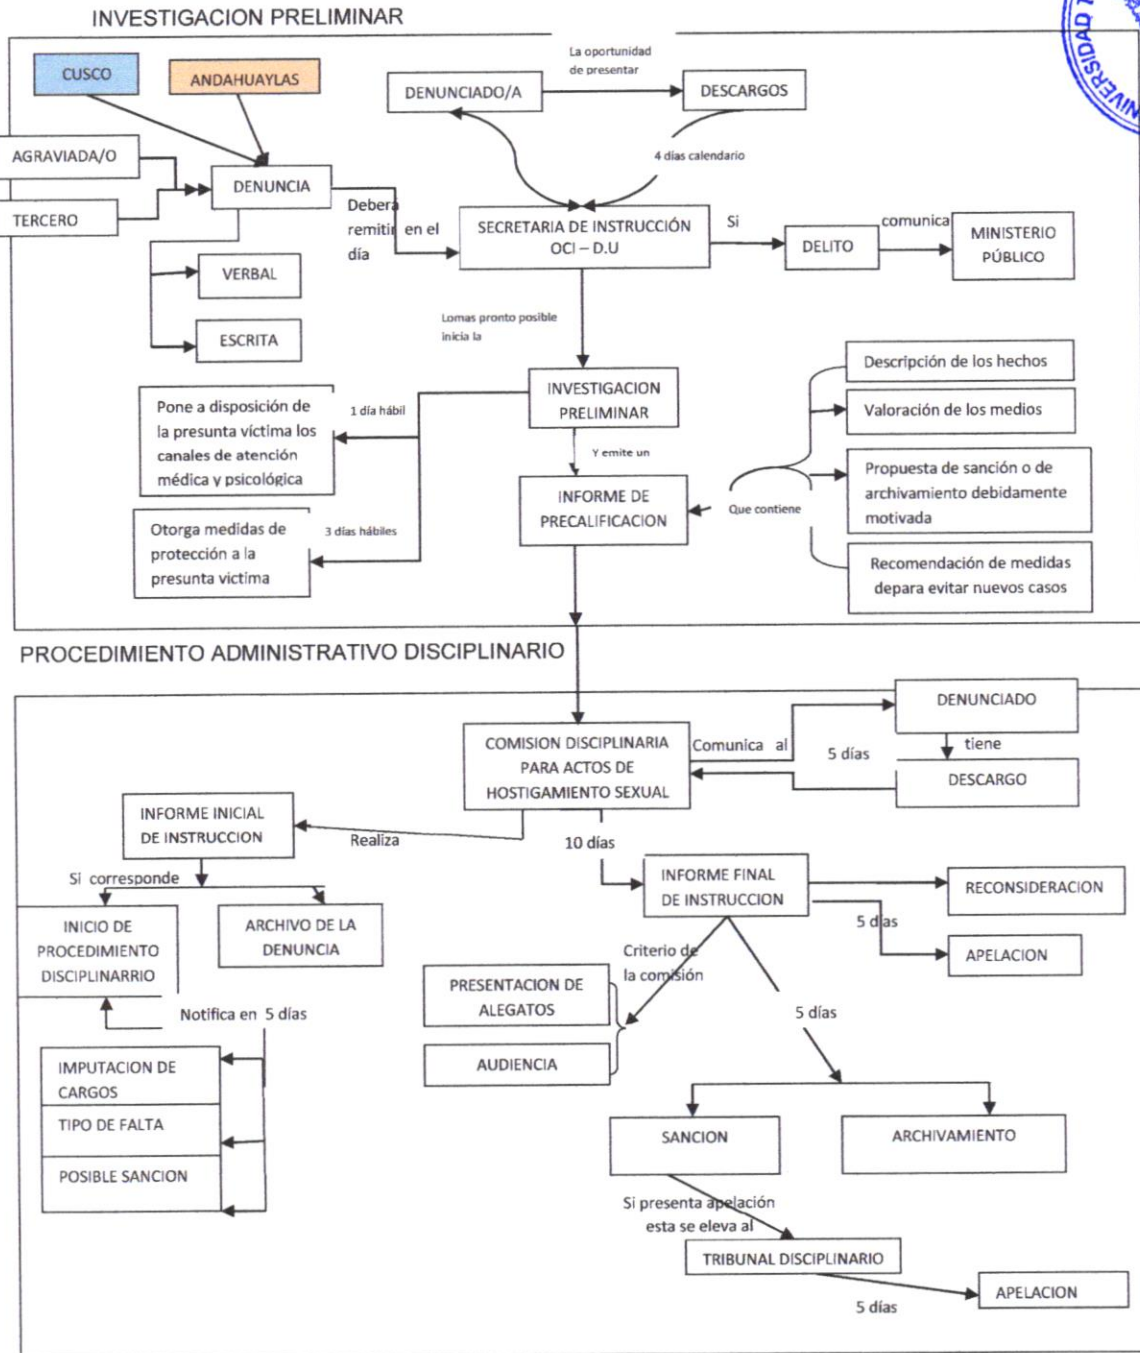 INVESTIGACION PRELIMINAR
NIVERSIDAD T
CUSCO
ANDAHUAYLAS
La oportunidad
de presentar
DENUNCIADO/A
DESCARGOS
AGRAVIADA/O
4 días calendario
DENUNCIA
TERCERO
Deberá
remitir en el
día
SECRETARIA DE INSTRUCCIÓN
OCI – D.U
Si
DELITO
comunica
MINISTERIO
PÚBLICO
VERBAL
ESCRITA
Lomas pronto posible
inicia la
INVESTIGACION
PRELIMINAR
Pone a disposición de
la presunta víctima los
canales de atención
médica y psicológica
1 día hábil
Y emite un
INFORME DE
PRECALIFICACION
Que contiene
Descripción de los hechos
Valoración de los medios
Propuesta de sanción o de
archivamiento debidamente
motivada
Recomendación de medidas
depara evitar nuevos casos
Otorga medidas de
protección a la
presunta victima
3 días hábiles
PROCEDIMIENTO ADMINISTRATIVO DISCIPLINARIO
COMISION DISCIPLINARIA
PARA ACTOS DE
HOSTIGAMIENTO SEXUAL
Comunica al
5 días
DENUNCIADO
tiene
DESCARGO
INFORME INICIAL
DE INSTRUCCION
Realiza
10 días
Si corresponde
INFORME FINAL
DE INSTRUCCION
RECONSIDERACION
5 días
APELACION
INICIO DE
PROCEDIMIENTO
DISCIPLINARRIO
ARCHIVO DE LA
DENUNCIA
Criterio de
la comisión
PRESENTACION DE
ALEGATOS
AUDIENCIA
5 días
Notifica en 5 días
IMPUTACION DE
CARGOS
TIPO DE FALTA
POSIBLE SANCION
SANCION
ARCHIVAMIENTO
Si presenta apelación
esta se eleva al
TRIBUNAL DISCIPLINARIO
5 días
APELACION